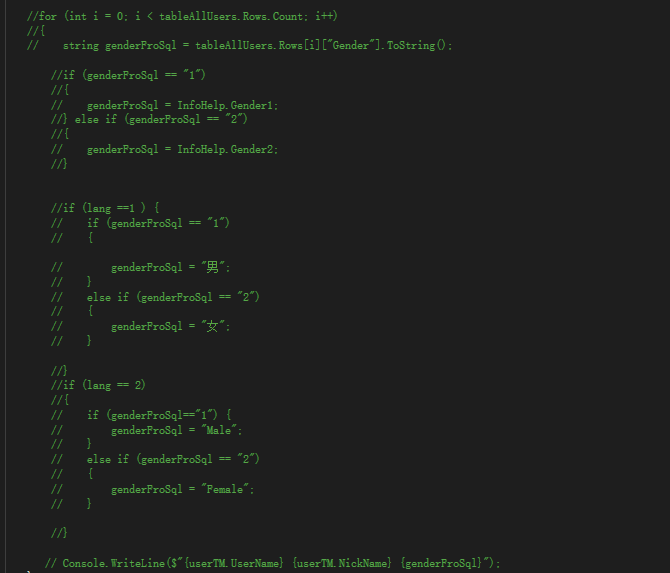 //for (int i = 0; i < tableAllUsers.Rows.Count; i++)
//{
//    string genderProSql = tableAllUsers.Rows[i]["Gender"].ToString();
//if (genderProSql == "1")
//{
//    genderProSql = InfoHelp.Gender1;
//} else if (genderProSql == "2")
//{
//    genderProSql = InfoHelp.Gender2;
//}
//if (lang ==1 ) {
//    if (genderProSql == "1")
//    {
//        genderProSql = "男";
//    }
//    else if (genderProSql == "2")
//    {
//        genderProSql = "女";
//    }
//}
//if (lang == 2)
//{
//    if (genderProSql=="1") {
//        genderProSql = "Male";
//    }
//    else if (genderProSql == "2")
//    {
//        genderProSql = "Female";
//    }
//}
// Console.WriteLine($"{userTM.UserName} {userTM.NickName} {genderProSql}");